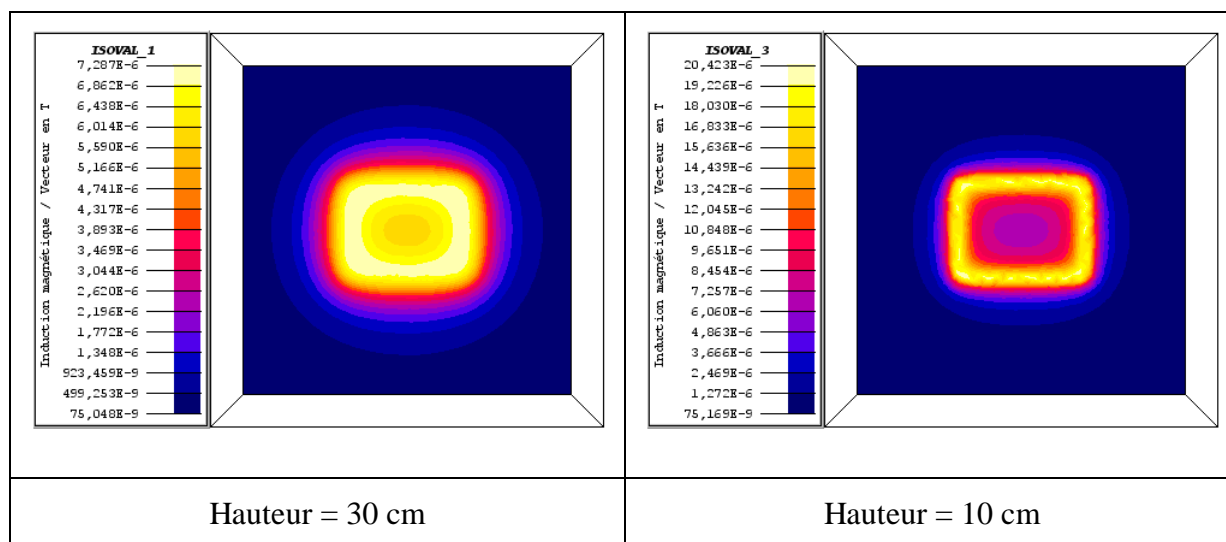 ISOVAL_1
7,287E-6
6,862E-6
6,438E-6
6,014E-6
5,590E-6
5,166E-6
4,741E-6
4,317E-6
3,893E-6
3,469E-6
3,044E-6
2,620E-6
2,196E-6
1,772E-6
1,348E-6
923,459E-9
499,253E-9
75,048E-9
Induction magnétique / Vecteur en T
ISOVAL_3
20,423E-6
19,226E-6
18,030E-6
16,833E-6
15,636E-6
14,439E-6
13,242E-6
12,045E-6
10,848E-6
9,651E-6
8,454E-6
7,257E-6
6,060E-6
4,863E-6
3,666E-6
2,469E-6
1,272E-6
75,169E-9
Induction magnétique / Vecteur en T
Hauteur = 30 cm
Hauteur = 10 cm